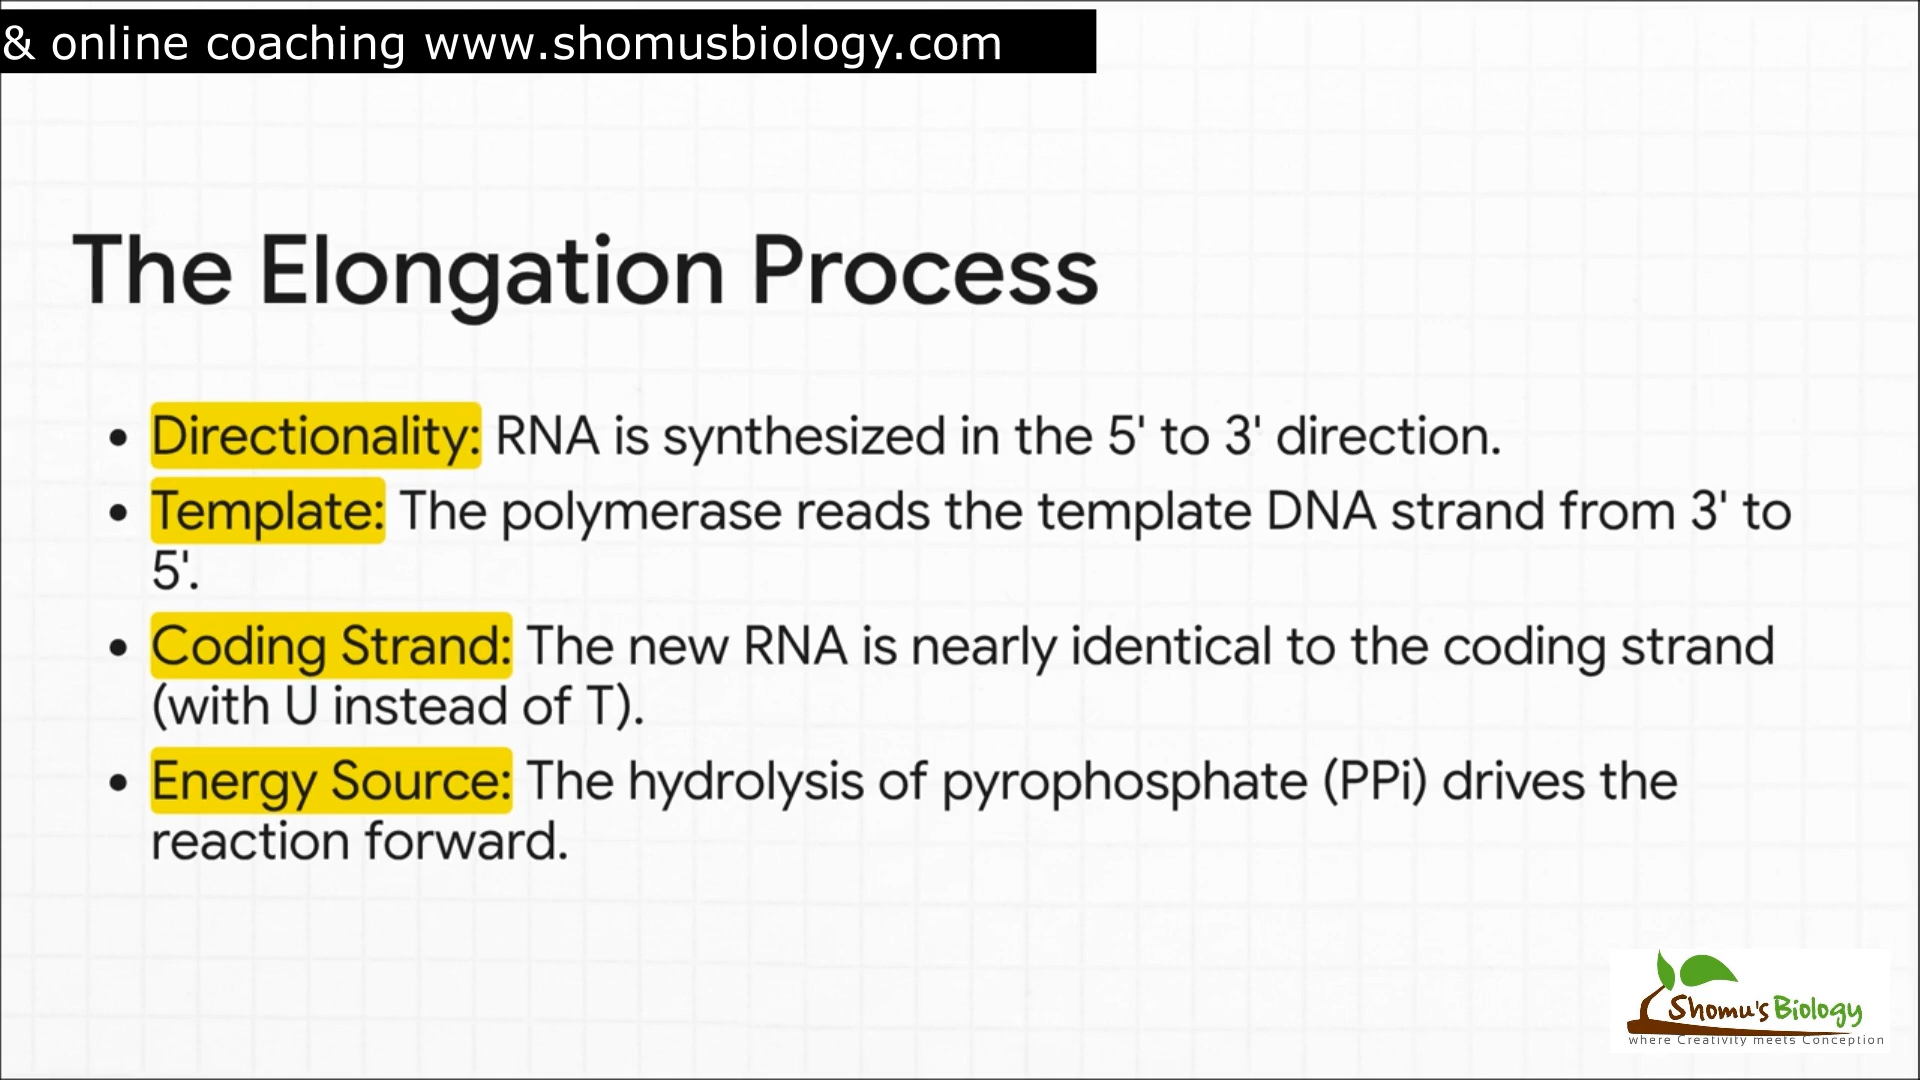 & online coaching www.shomusbiology.com
The Elongation Process
• Directionality: RNA is synthesized in the 5' to 3' direction.
• Template: The polymerase reads the template DNA strand from 3' to
5'.
• Coding Strand: The new RNA is nearly identical to the coding strand
(with U instead of T).
• Energy Source: The hydrolysis of pyrophosphate (PPi) drives the
reaction forward.
Shomu's Biology
where Creativity meets Conception